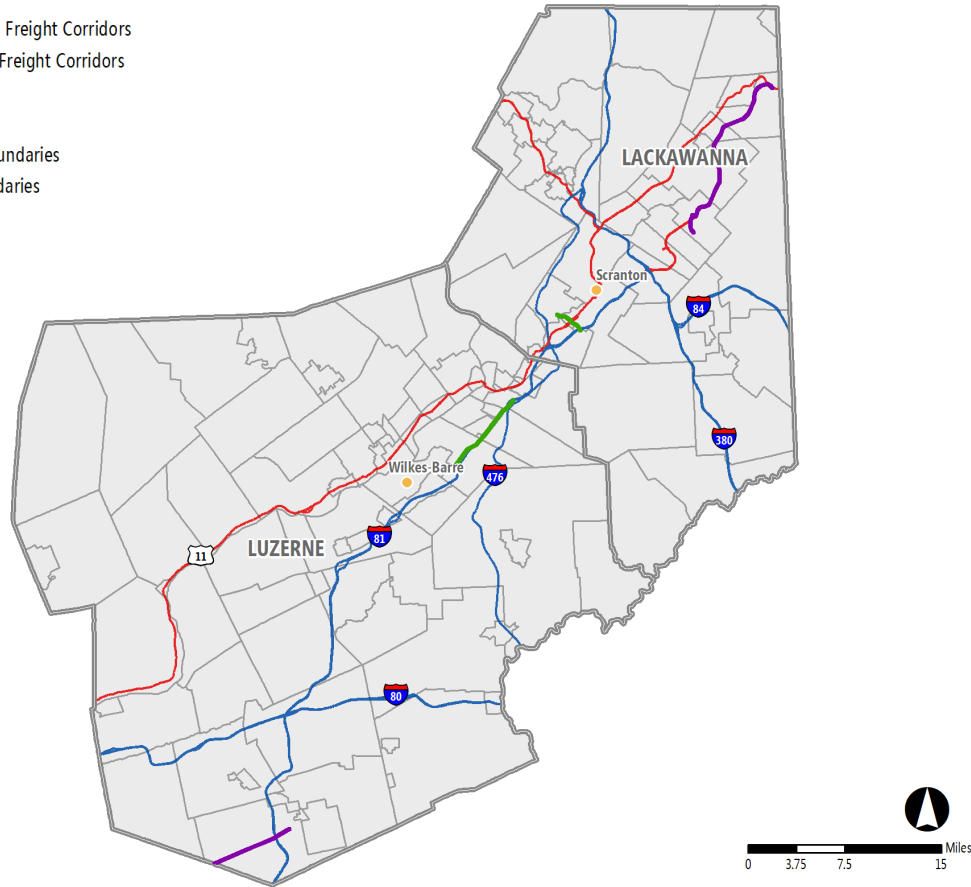 Freight Corridors
Freight Corridors
undaries
daries
LACKAWANNA
Scranton
84
380
Wilkes-Barre
476
81
11
LUZERNE
80
Miles
0 3.75 7.5 15